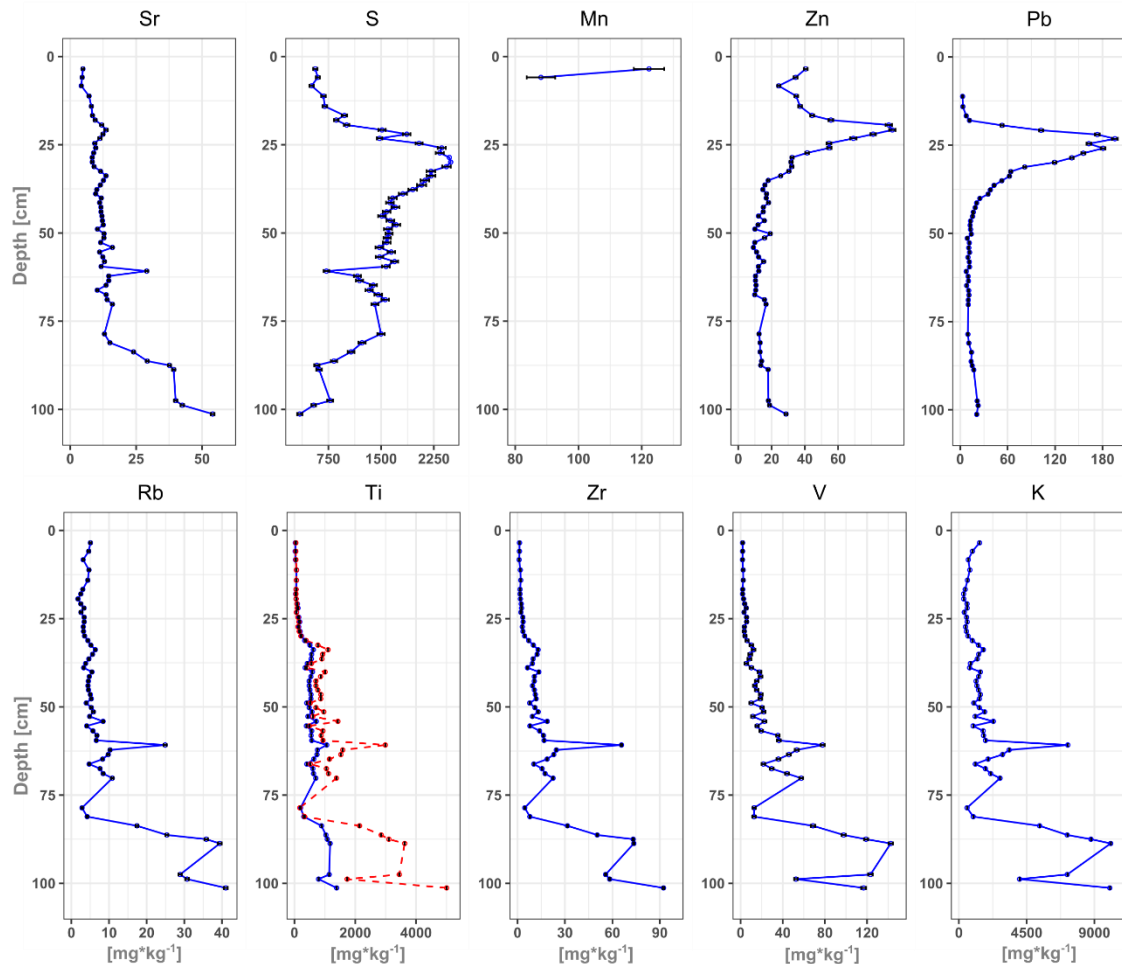 Sr S Mn Zn Pb
0 0 0 0 0
25 25 25 25 25
50 50 50 50 50
75 75 75 75 75
100 100 100 100 100
Depth [cm]
0 25 50 750 1500 2250 80 100 120 0 20 40 60 80 0 60 120 180
Rb Ti Zr V K
0 0 0 0 0
25 25 25 25 25
50 50 50 50 50
75 75 75 75 75
100 100 100 100 100
Depth [cm]
0 10 20 30 40 0 2000 4000 0 30 60 90 0 40 80 120 0 4500 9000
[mg*kg⁻¹] [mg*kg⁻¹] [mg*kg⁻¹] [mg*kg⁻¹] [mg*kg⁻¹]